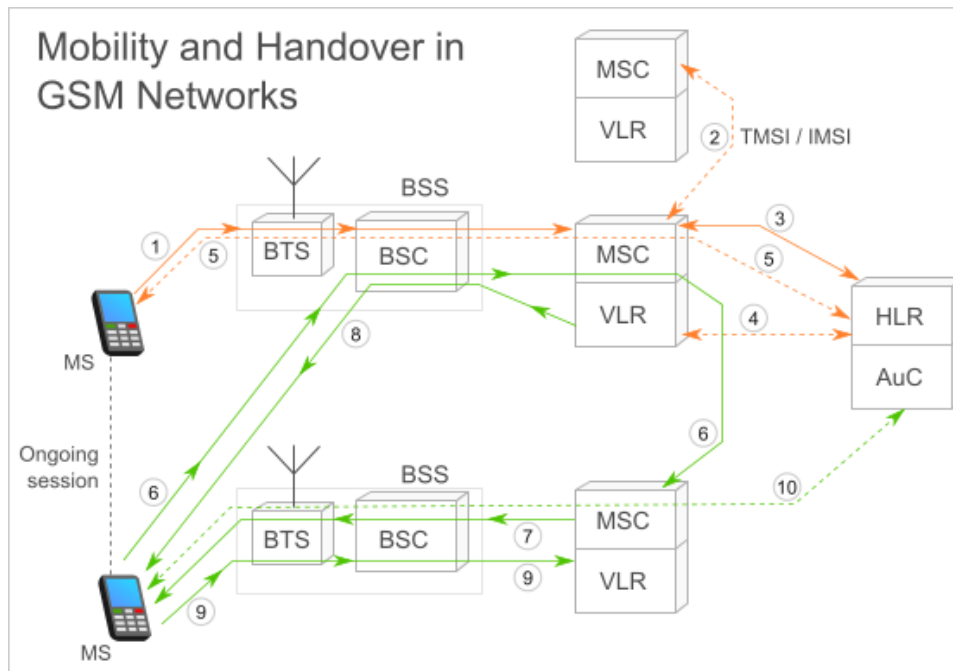 Mobility and Handover in
GSM Networks
MSC
VLR
2
TMSI / IMSI
BSS
1
5
BTS
BSC
MSC
VLR
3
5
4
HLR
AuC
MS
8
Ongoing
session
6
6
BSS
10
BTS
BSC
7
MSC
VLR
9
9
MS